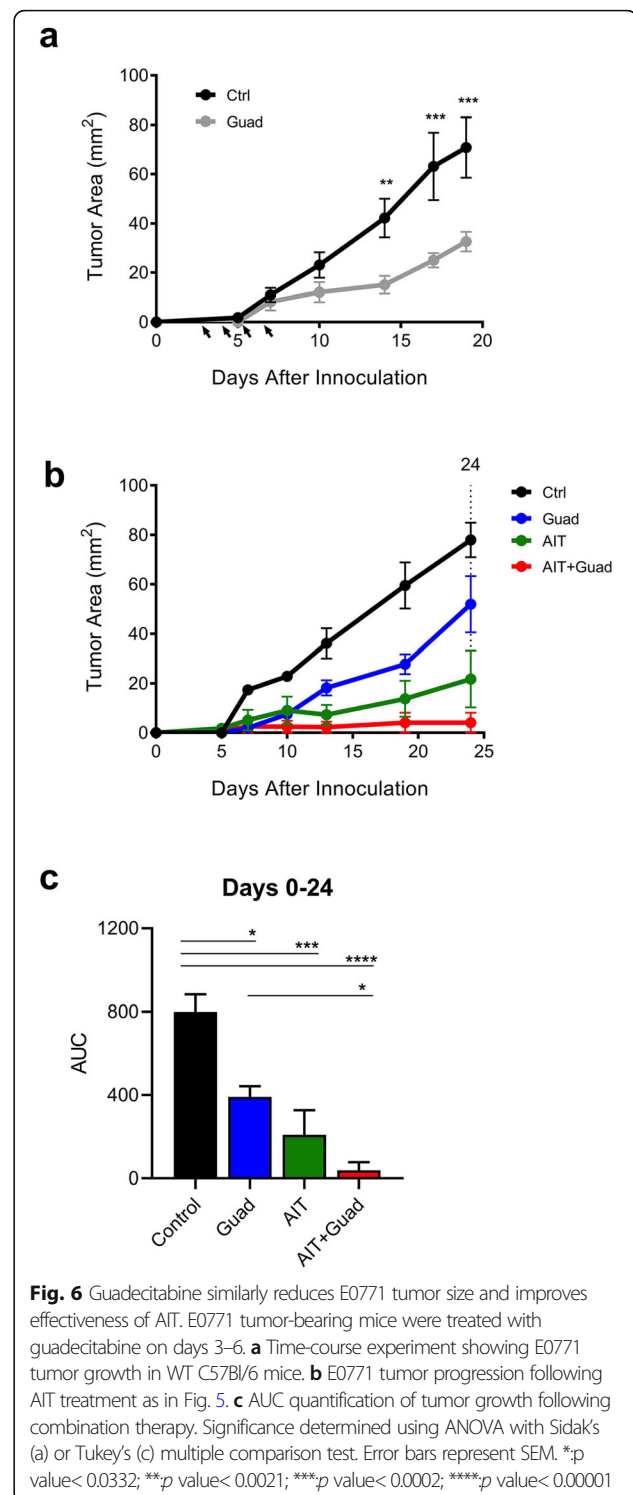 a
100
80
60
40
20
0
Tumor Area (mm²)
Ctrl
Guad
**
***
***
0
5
10
15
20
Days After Innoculation
b
24
100
80
60
40
20
0
Tumor Area (mm²)
Ctrl
Guad
AIT
AIT+Guad
0
5
10
15
20
25
Days After Innoculation
c
Days 0-24
1200
800
400
0
AUC
*
***
****
*
Control
Guad
AIT
AIT+Guad
Fig. 6 Guadecitabine similarly reduces E0771 tumor size and improves
effectiveness of AIT. E0771 tumor-bearing mice were treated with
guadecitabine on days 3–6. a Time-course experiment showing E0771
tumor growth in WT C57Bl/6 mice. b E0771 tumor progression following
AIT treatment as in Fig. 5. c AUC quantification of tumor growth following
combination therapy. Significance determined using ANOVA with Sidak's
(a) or Tukey's (c) multiple comparison test. Error bars represent SEM. *:p
value< 0.0332; **:p value< 0.0021; ***:p value< 0.0002; ****:p value< 0.00001